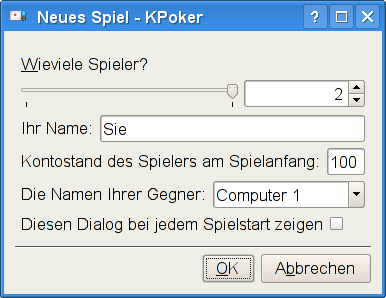 Neues Spiel - KPoker
Wieviele Spieler?
2
Ihr Name: Sie
Kontostand des Spielers am Spielanfang: 100
Die Namen Ihrer Gegner: Computer 1
Diesen Dialog bei jedem Spielstart zeigen
OK Abbrechen